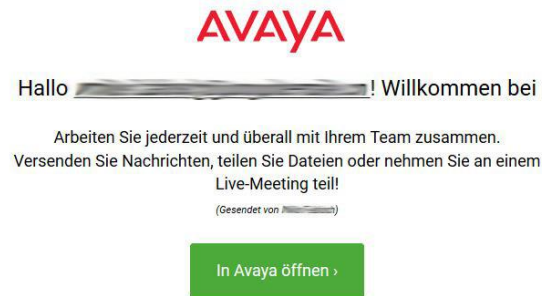 AVAYA
Hallo ! Willkommen bei
Arbeiten Sie jederzeit und überall mit Ihrem Team zusammen.
Versenden Sie Nachrichten, teilen Sie Dateien oder nehmen Sie an einem
Live-Meeting teil!
(Gesendet von )
In Avaya öffnen ›